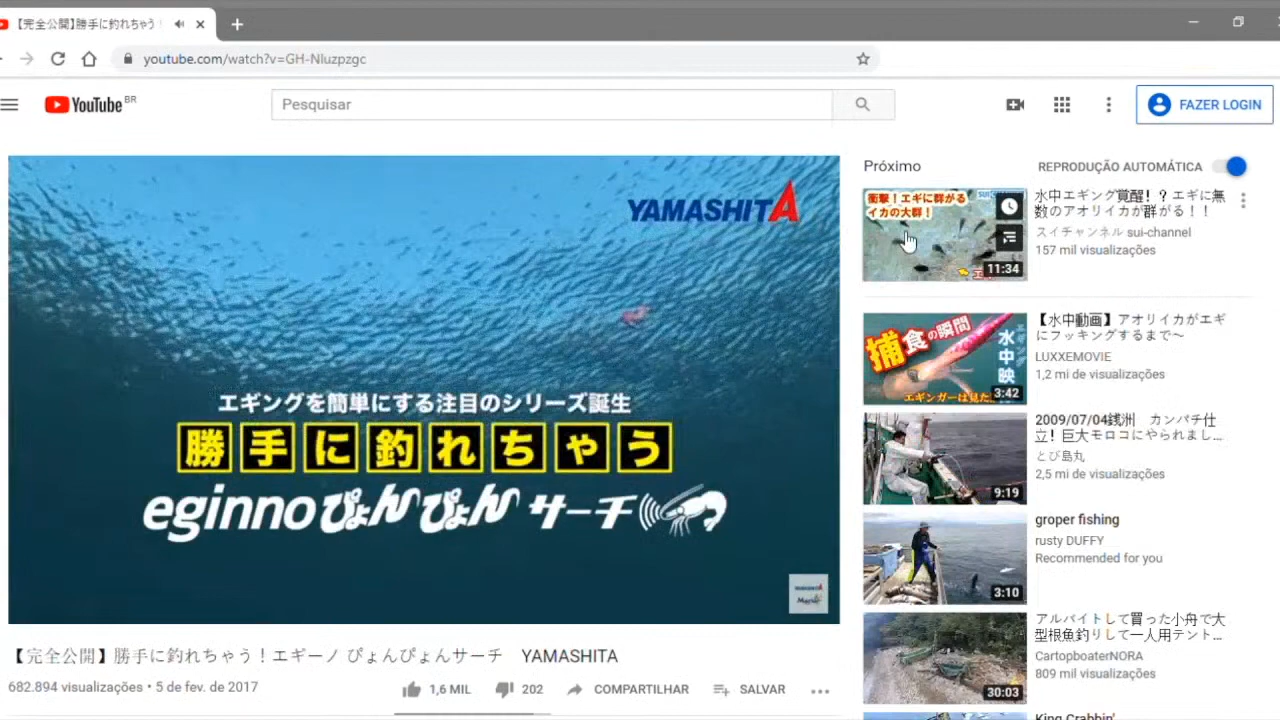 【完全公開】勝手に釣れちゃう！
youtube.com/watch?v=GH-Nluzpzgc
YouTube BR
Pesquisar
FAZER LOGIN
YAMASHITA
エギングを簡単にする注目のシリーズ誕生
勝手に釣れちゃう
eginnoぴょんぴょんサーチ
YAMASHITA
Maria
【完全公開】勝手に釣れちゃう！エギーノ ぴょんぴょんサーチ　YAMASHITA
682.894 visualizações • 5 de fev. de 2017
1,6 MIL
202
COMPARTILHAR
SALVAR
Próximo
REPRODUÇÃO AUTOMÁTICA
衝撃！エギに群がる
イカの大群！
11:34
水中エギング覚醒！？エギに無
数のアオリイカが群がる！！
スイチャンネル sui-channel
157 mil visualizações
捕食の瞬間
水中映
エギンガーは見た
3:42
【水中動画】アオリイカがエギ
にフッキングするまで～
LUXXEMOVIE
1,2 mi de visualizações
9:19
2009/07/04銭洲　カンパチ仕
立！巨大モロコにやられまし...
とび島丸
2,5 mi de visualizações
3:10
groper fishing
rusty DUFFY
Recommended for you
30:03
アルバイトして買った小舟で大
型根魚釣りして一人用テント...
CartopboaterNORA
809 mil visualizações
King Crabbin'